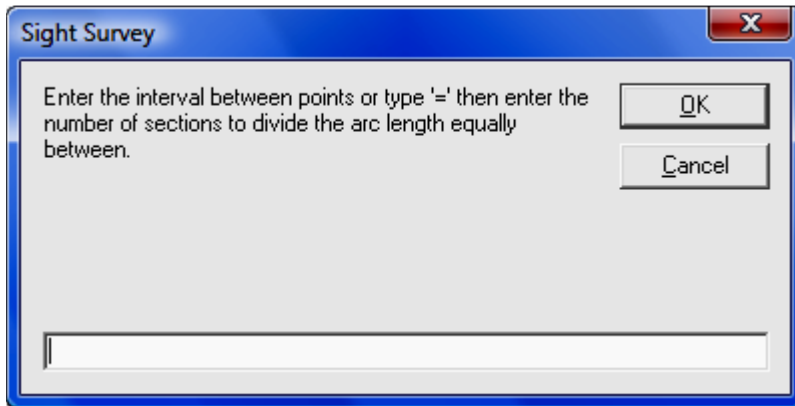 Sight Survey
Enter the interval between points or type '=' then enter the
number of sections to divide the arc length equally
between.
OK
Cancel